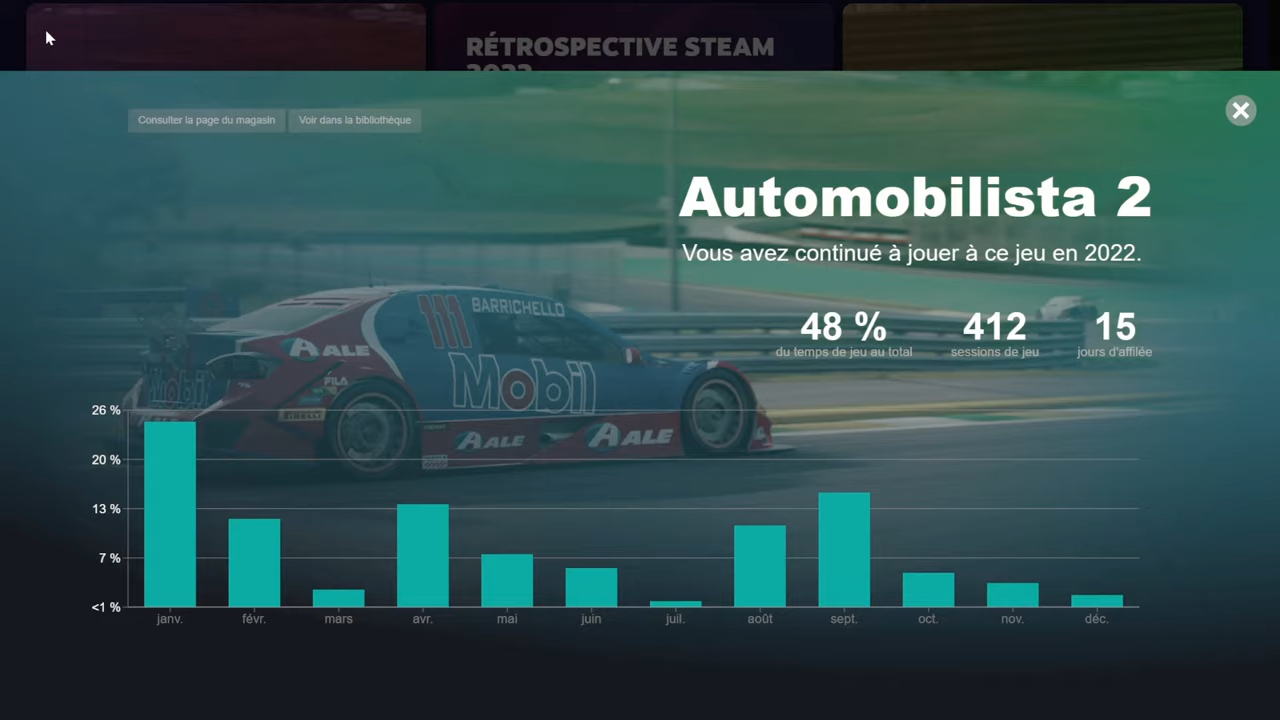 RÉTROSPECTIVE STEAM
2022
Consulter la page du magasin
Voir dans la bibliothèque
Automobilista 2
Vous avez continué à jouer à ce jeu en 2022.
48 %
412
15
du temps de jeu au total
sessions de jeu
jours d'affilée
111
BARRICHELLO
Mobil
A ALE
FILA
Mobil
PIRELLI
A ALE
A ALE
26 %
20 %
13 %
7 %
<1 %
janv.
févr.
mars
avr.
mai
juin
juil.
août
sept.
oct.
nov.
déc.